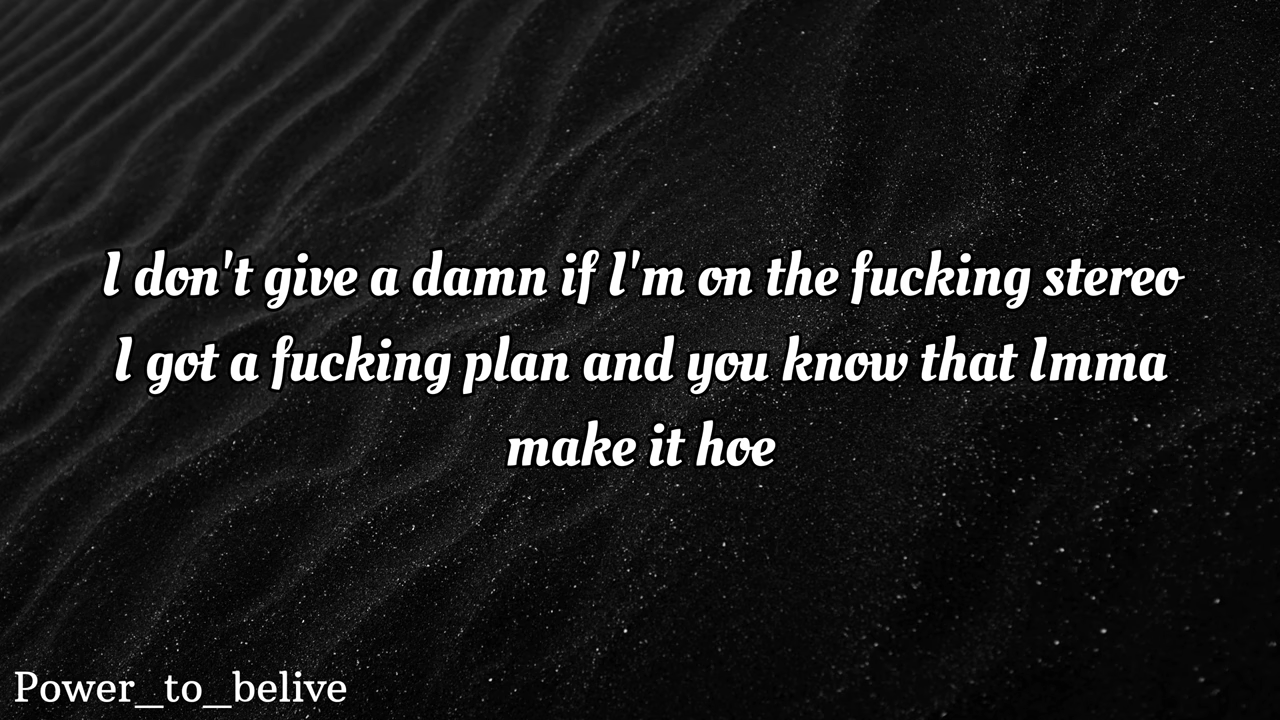 I don't give a damn if I'm on the fucking stereo
I got a fucking plan and you know that Imma
make it hoe
Power_to_belive